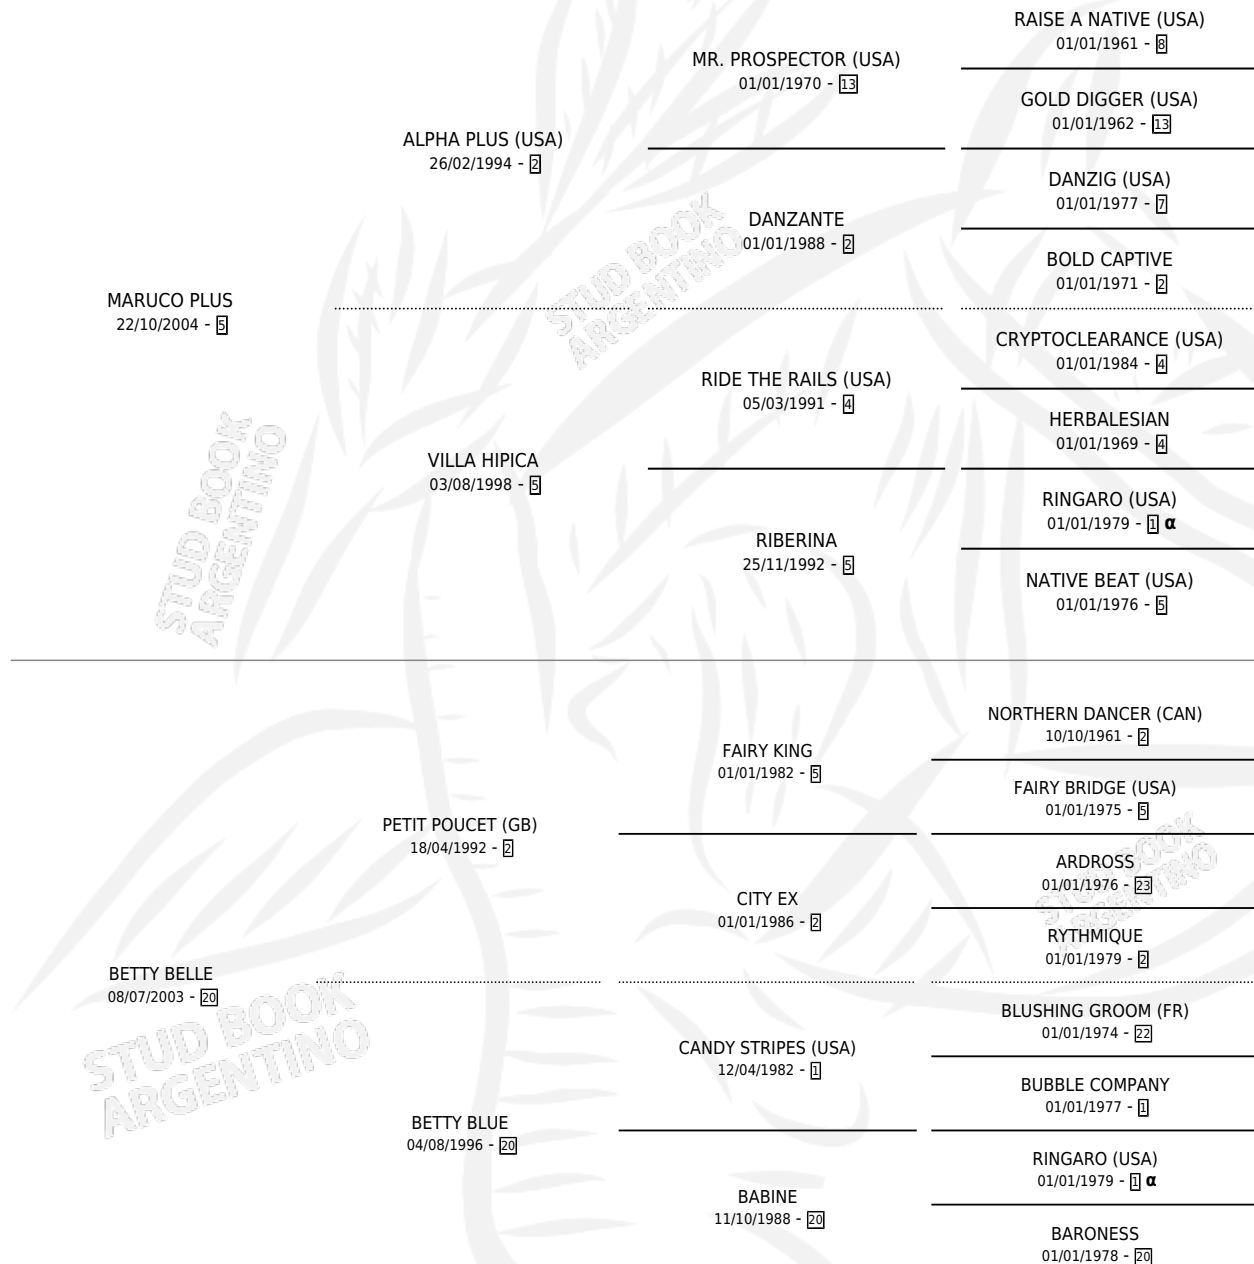 RAISE A NATIVE (USA)
01/01/1961 - 8
MR. PROSPECTOR (USA)
01/01/1970 - 13
GOLD DIGGER (USA)
01/01/1962 - 13
ALPHA PLUS (USA)
26/02/1994 - 2
DANZIG (USA)
01/01/1977 - 7
DANZANTE
01/01/1988 - 2
BOLD CAPTIVE
01/01/1971 - 2
MARUCO PLUS
22/10/2004 - 5
CRYPTOCLEARANCE (USA)
01/01/1984 - 4
RIDE THE RAILS (USA)
05/03/1991 - 4
HERBALESIAN
01/01/1969 - 4
VILLA HIPICA
03/08/1998 - 5
RINGARO (USA)
01/01/1979 - 1 α
RIBERINA
25/11/1992 - 5
NATIVE BEAT (USA)
01/01/1976 - 5
STUD BOOK
ARGENTINO
STUD BOOK
ARGENTINO
NORTHERN DANCER (CAN)
10/10/1961 - 2
FAIRY KING
01/01/1982 - 5
FAIRY BRIDGE (USA)
01/01/1975 - 5
PETIT POUCET (GB)
18/04/1992 - 2
ARDROSS
01/01/1976 - 23
CITY EX
01/01/1986 - 2
RYTHMIQUE
01/01/1979 - 2
BETTY BELLE
08/07/2003 - 20
BLUSHING GROOM (FR)
01/01/1974 - 22
CANDY STRIPES (USA)
12/04/1982 - 1
BUBBLE COMPANY
01/01/1977 - 1
BETTY BLUE
04/08/1996 - 20
RINGARO (USA)
01/01/1979 - 1 α
BABINE
11/10/1988 - 20
BARONESS
01/01/1978 - 20
STUD BOOK
ARGENTINO
STUD BOOK
ARGENTINO